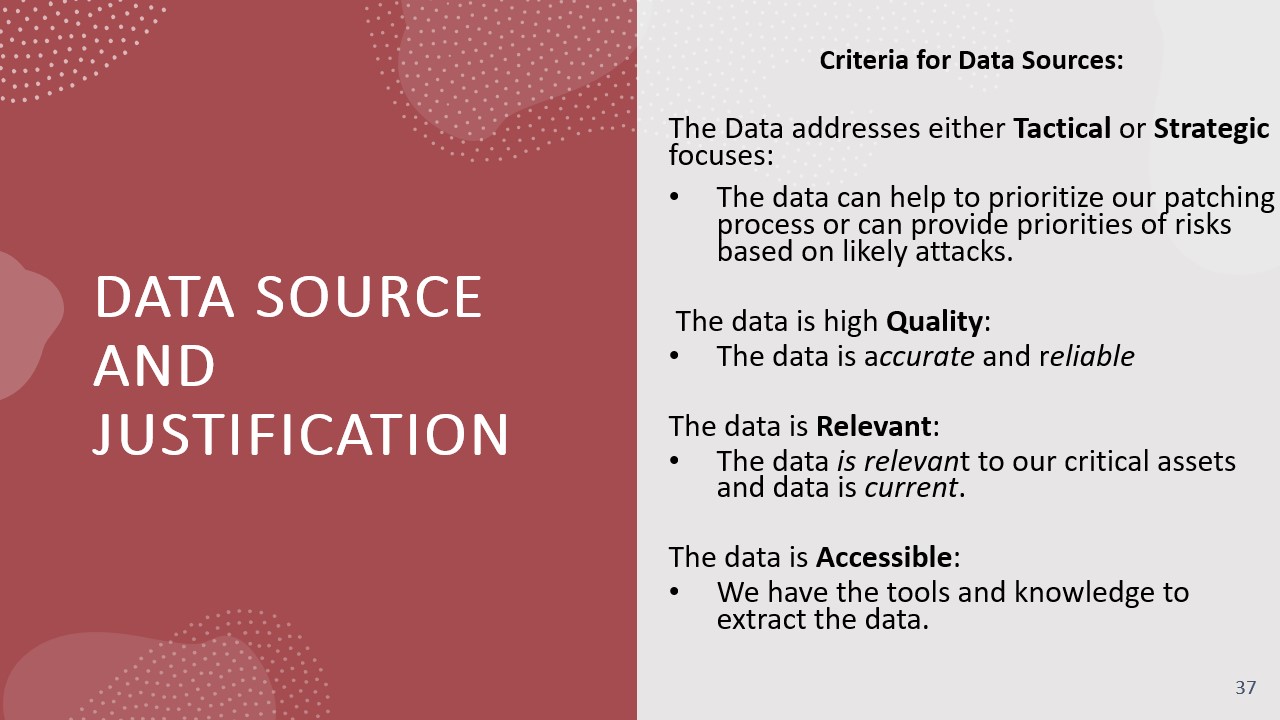 DATA SOURCE
AND
JUSTIFICATION
Criteria for Data Sources:
The Data addresses either Tactical or Strategic
focuses:
• The data can help to prioritize our patching
process or can provide priorities of risks
based on likely attacks.
The data is high Quality:
• The data is accurate and reliable
The data is Relevant:
• The data is relevant to our critical assets
and data is current.
The data is Accessible:
• We have the tools and knowledge to
extract the data.
37